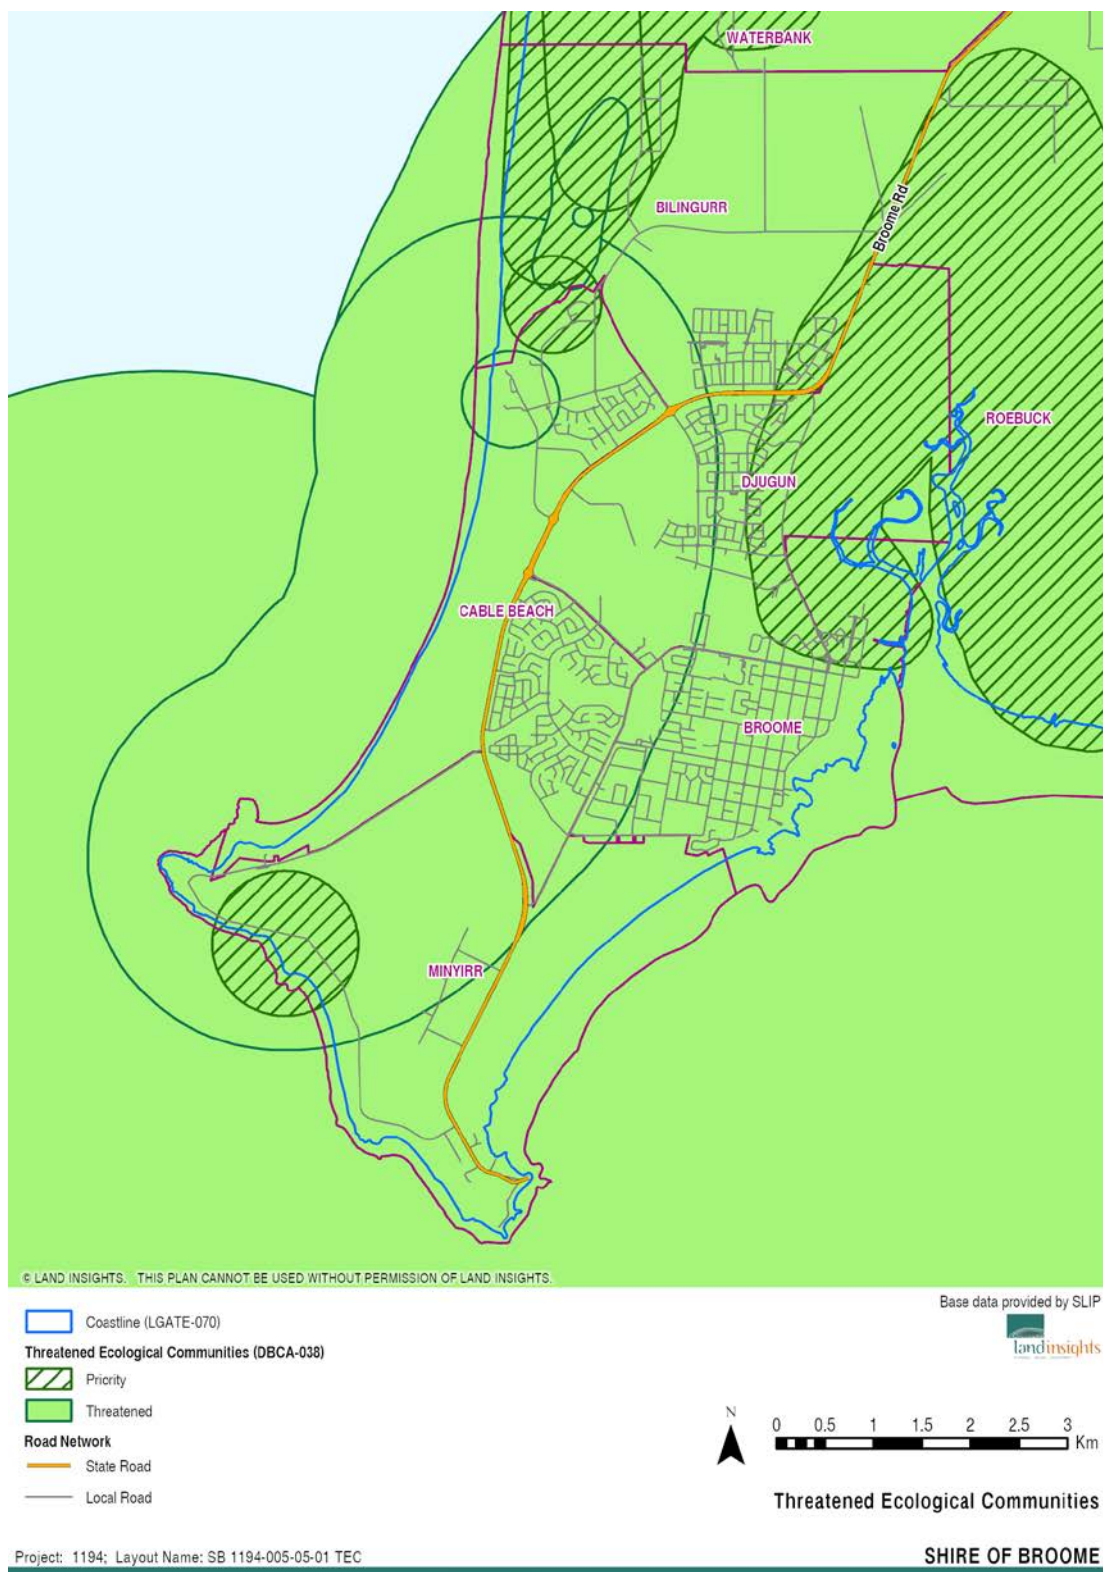 WATERBANK
BILINGURR
Broome Rd
ROEBUCK
DJUGUN
CABLE BEACH
BROOME
MINYIRR
© LAND INSIGHTS. THIS PLAN CANNOT BE USED WITHOUT PERMISSION OF LAND INSIGHTS.
Coastline (LGATE-070)
Threatened Ecological Communities (DBCA-038)
Priority
Threatened
Road Network
State Road
Local Road
Base data provided by SLIP
landinsights
N
0 0.5 1 1.5 2 2.5 3
Km
Threatened Ecological Communities
Project: 1194; Layout Name: SB 1194-005-05-01 TEC
SHIRE OF BROOME